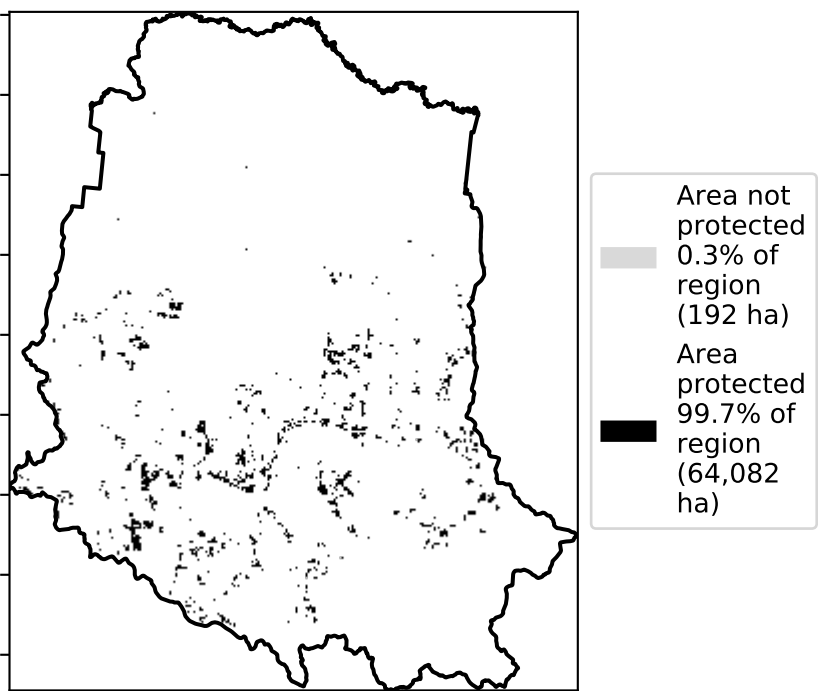 Area not
protected
0.3% of
region
(192 ha)
Area
protected
99.7% of
region
(64,082
ha)